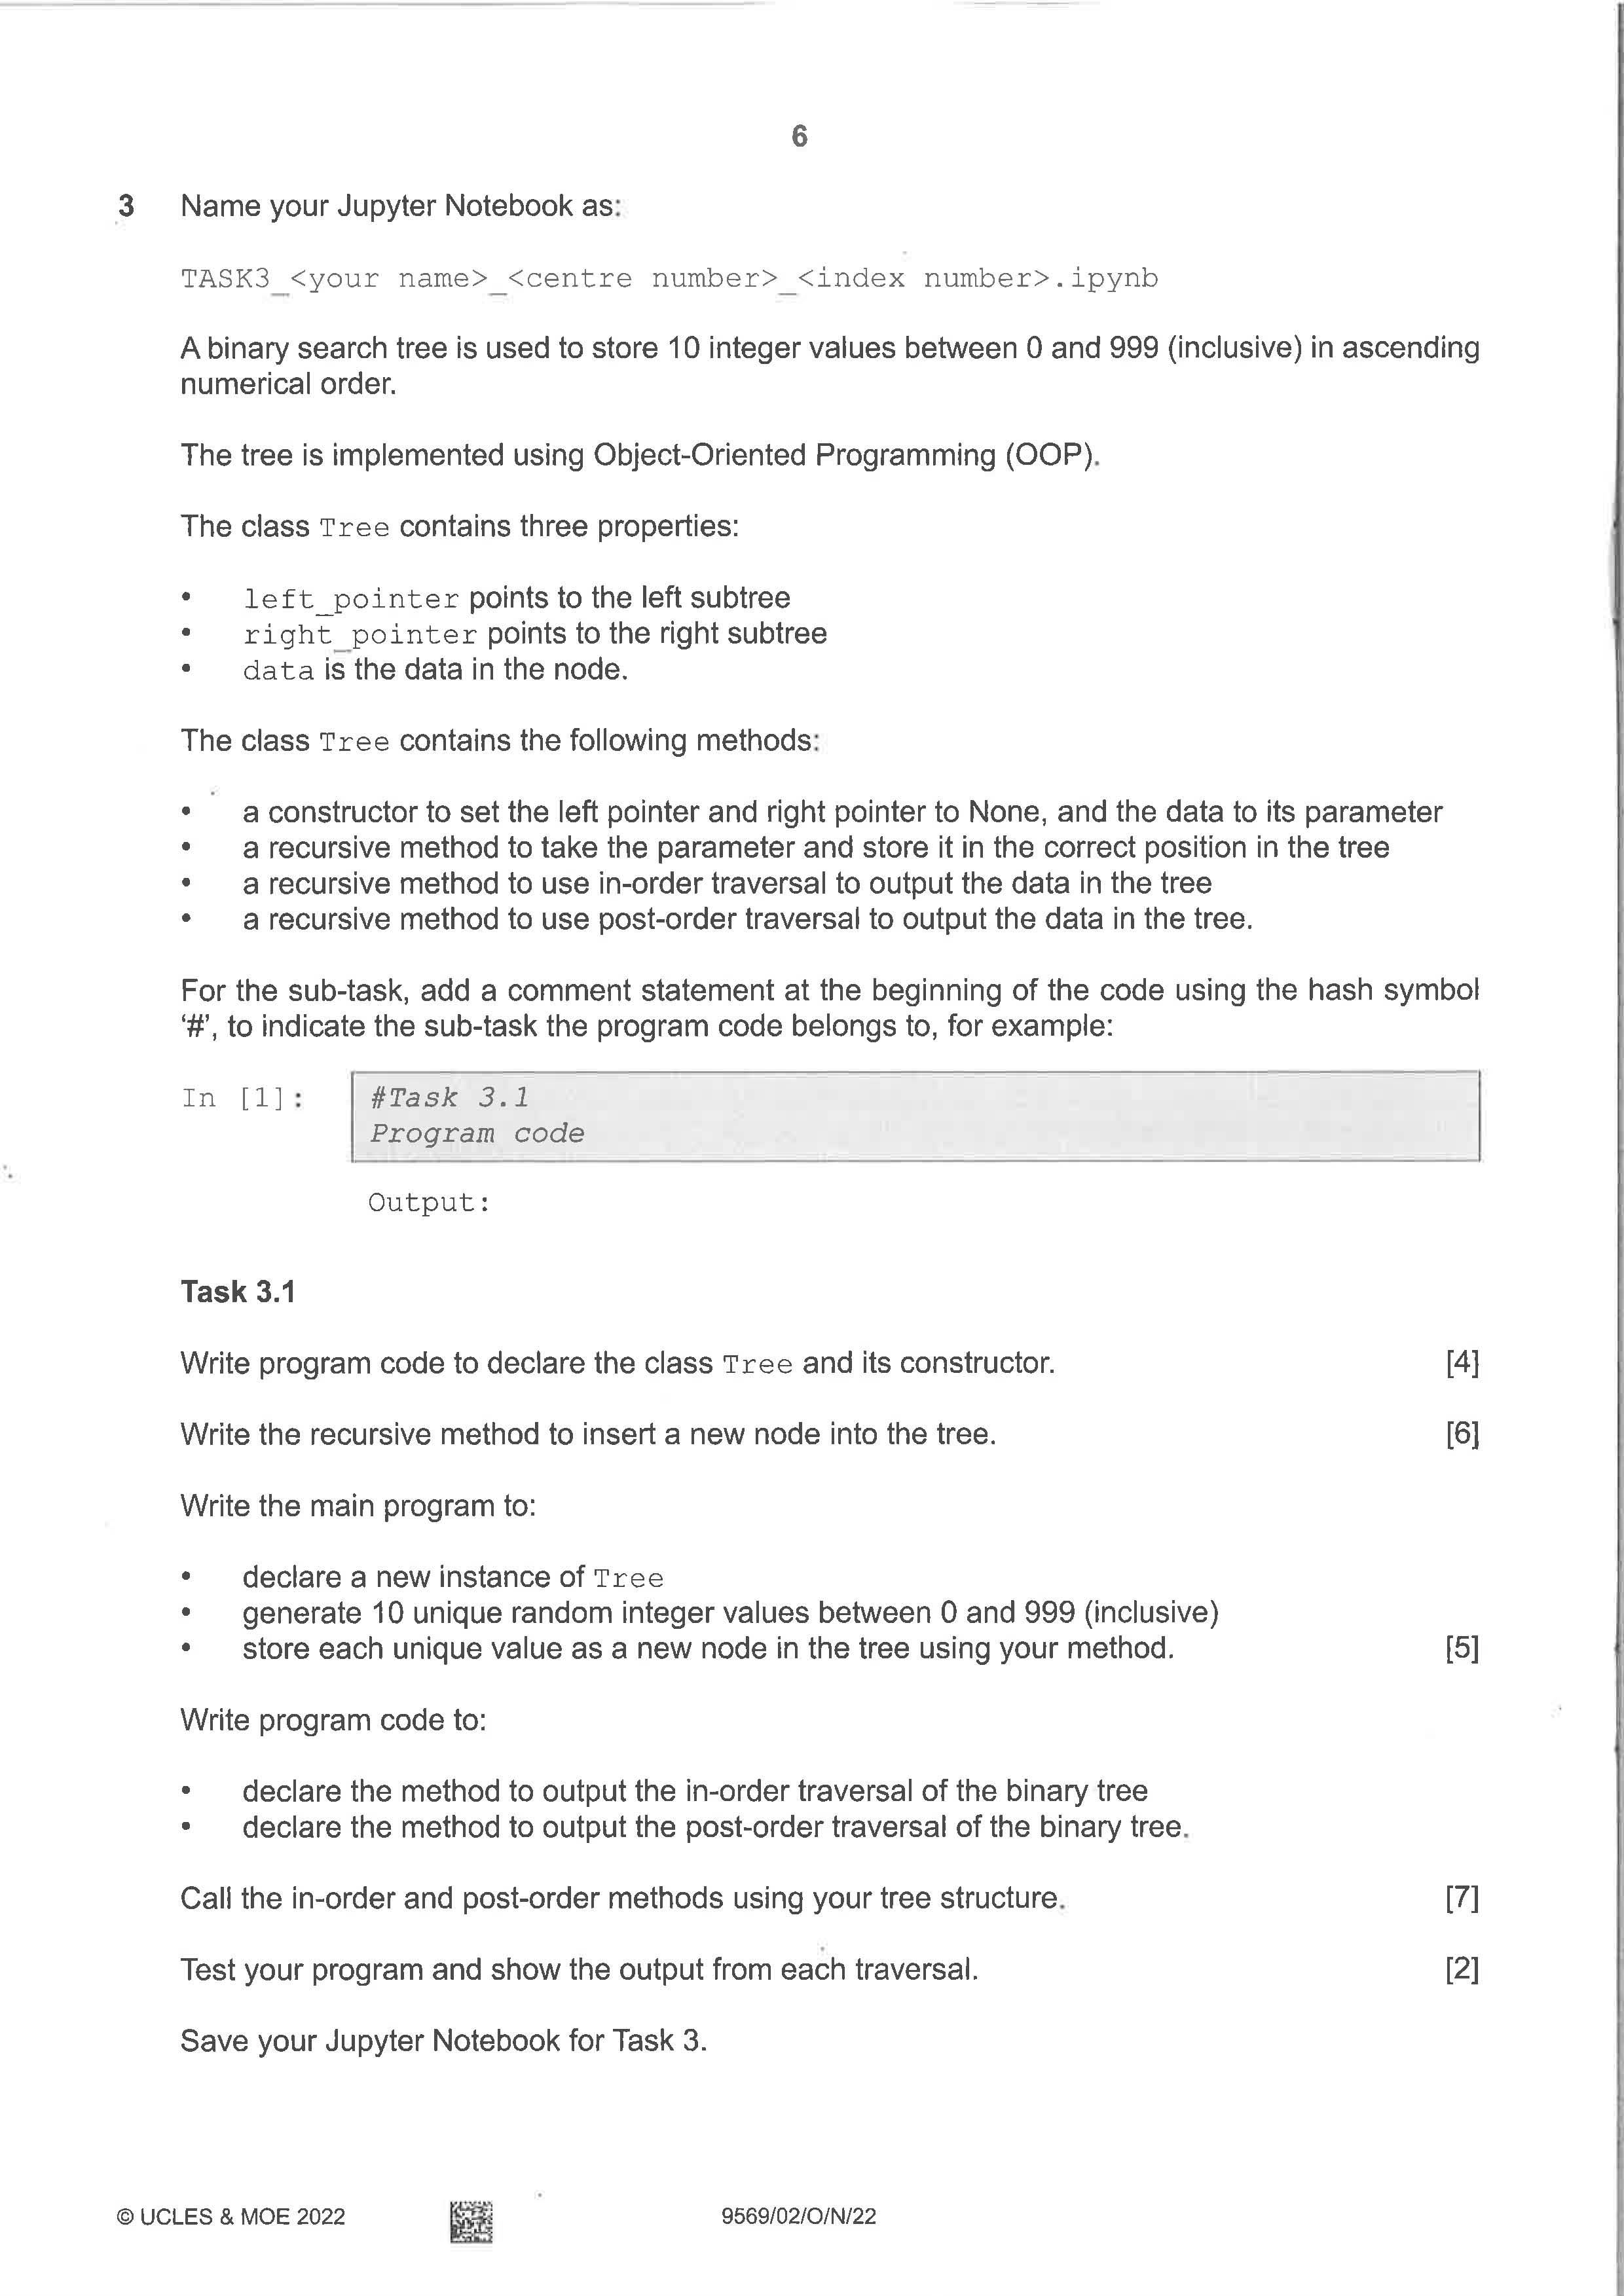 6
3 Name your Jupyter Notebook as:
TASK3_<your name>_<centre number>_<index number>.ipynb
A binary search tree is used to store 10 integer values between 0 and 999 (inclusive) in ascending
numerical order.
The tree is implemented using Object-Oriented Programming (OOP).
The class Tree contains three properties:
• left_pointer points to the left subtree
• right_pointer points to the right subtree
• data is the data in the node.
The class Tree contains the following methods:
• a constructor to set the left pointer and right pointer to None, and the data to its parameter
• a recursive method to take the parameter and store it in the correct position in the tree
• a recursive method to use in-order traversal to output the data in the tree
• a recursive method to use post-order traversal to output the data in the tree.
For the sub-task, add a comment statement at the beginning of the code using the hash symbol
‘#’, to indicate the sub-task the program code belongs to, for example:
In [1]: #Task 3.1
Program code
Output:
Task 3.1
Write program code to declare the class Tree and its constructor. [4]
Write the recursive method to insert a new node into the tree. [6]
Write the main program to:
• declare a new instance of Tree
• generate 10 unique random integer values between 0 and 999 (inclusive)
• store each unique value as a new node in the tree using your method. [5]
Write program code to:
• declare the method to output the in-order traversal of the binary tree
• declare the method to output the post-order traversal of the binary tree.
Call the in-order and post-order methods using your tree structure. [7]
Test your program and show the output from each traversal. [2]
Save your Jupyter Notebook for Task 3.
© UCLES & MOE 2022 9569/02/O/N/22